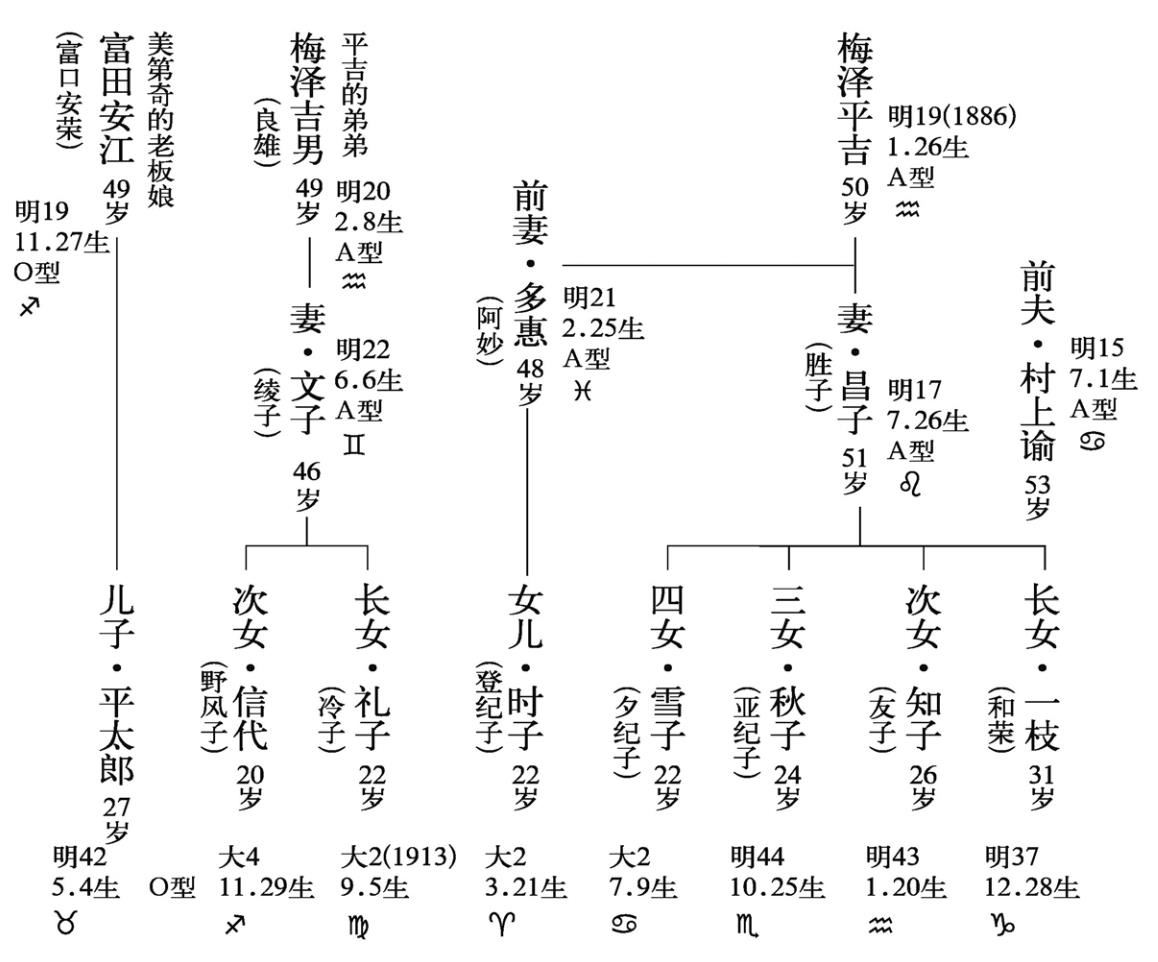 美第奇的老板娘
富田安江 49岁
(富口安荣)
明19
11.27生
O型
♐
平吉的弟弟
梅泽吉男 49岁
(良雄)
明20
2.8生
A型
♒
妻·文子 46岁
(绫子)
明22
6.6生
A型
♊
梅泽平吉 50岁
明19(1886)
1.26生
A型
♒
前妻·多惠 48岁
(阿妙)
明21
2.25生
A型
♓
妻·昌子 51岁
(胜子)
明17
7.26生
A型
♌
前夫·村上谕 53岁
明15
7.1生
A型
♋
儿子·平太郎 27岁
明42
5.4生 O型
♉
次女·信代 20岁
(野风子)
大4
11.29生
♐
长女·礼子 22岁
(冷子)
大2(1913)
9.5生
♍
女儿·时子 22岁
(登纪子)
大2
3.21生
♈
四女·雪子 22岁
(夕纪子)
大2
7.9生
♋
三女·秋子 24岁
(亚纪子)
明44
10.25生
♏
次女·知子 26岁
(友子)
明43
1.20生
♒
长女·一枝 31岁
(和荣)
明37
12.28生
♑